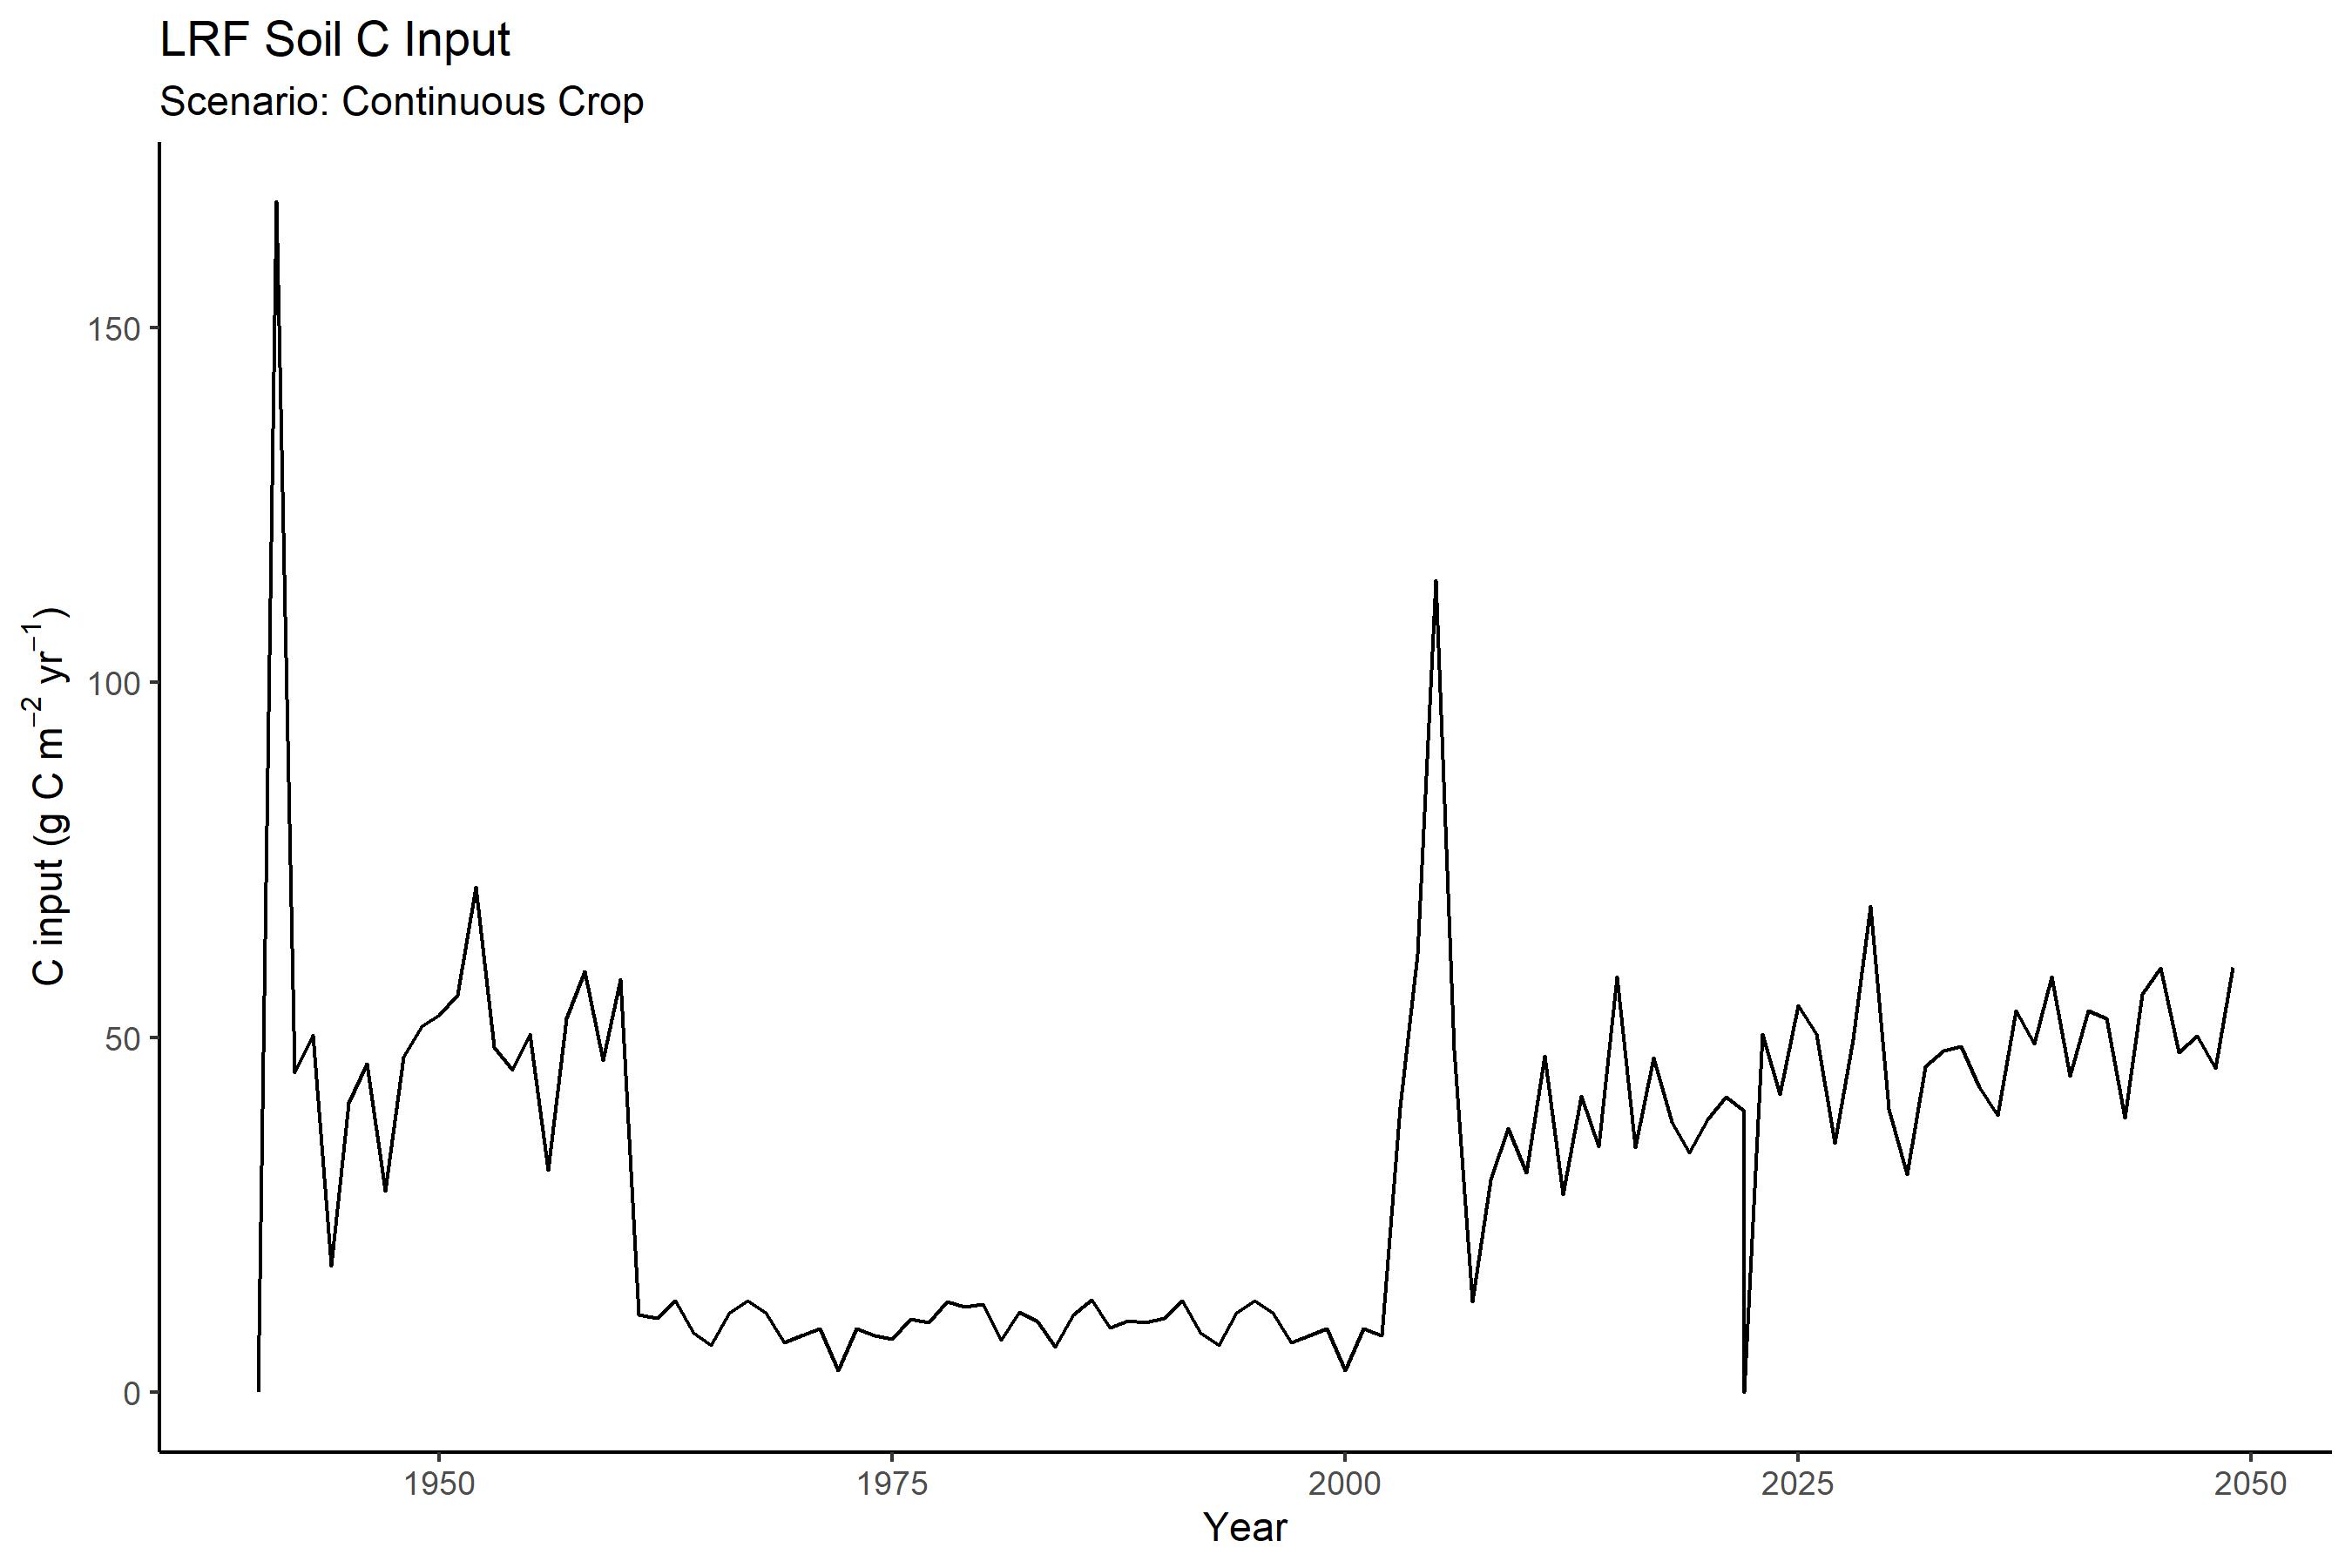 LRF Soil C Input
Scenario: Continuous Crop
C input (g C m⁻² yr⁻¹)
150
100
50
0
1950 1975 2000 2025 2050
Year